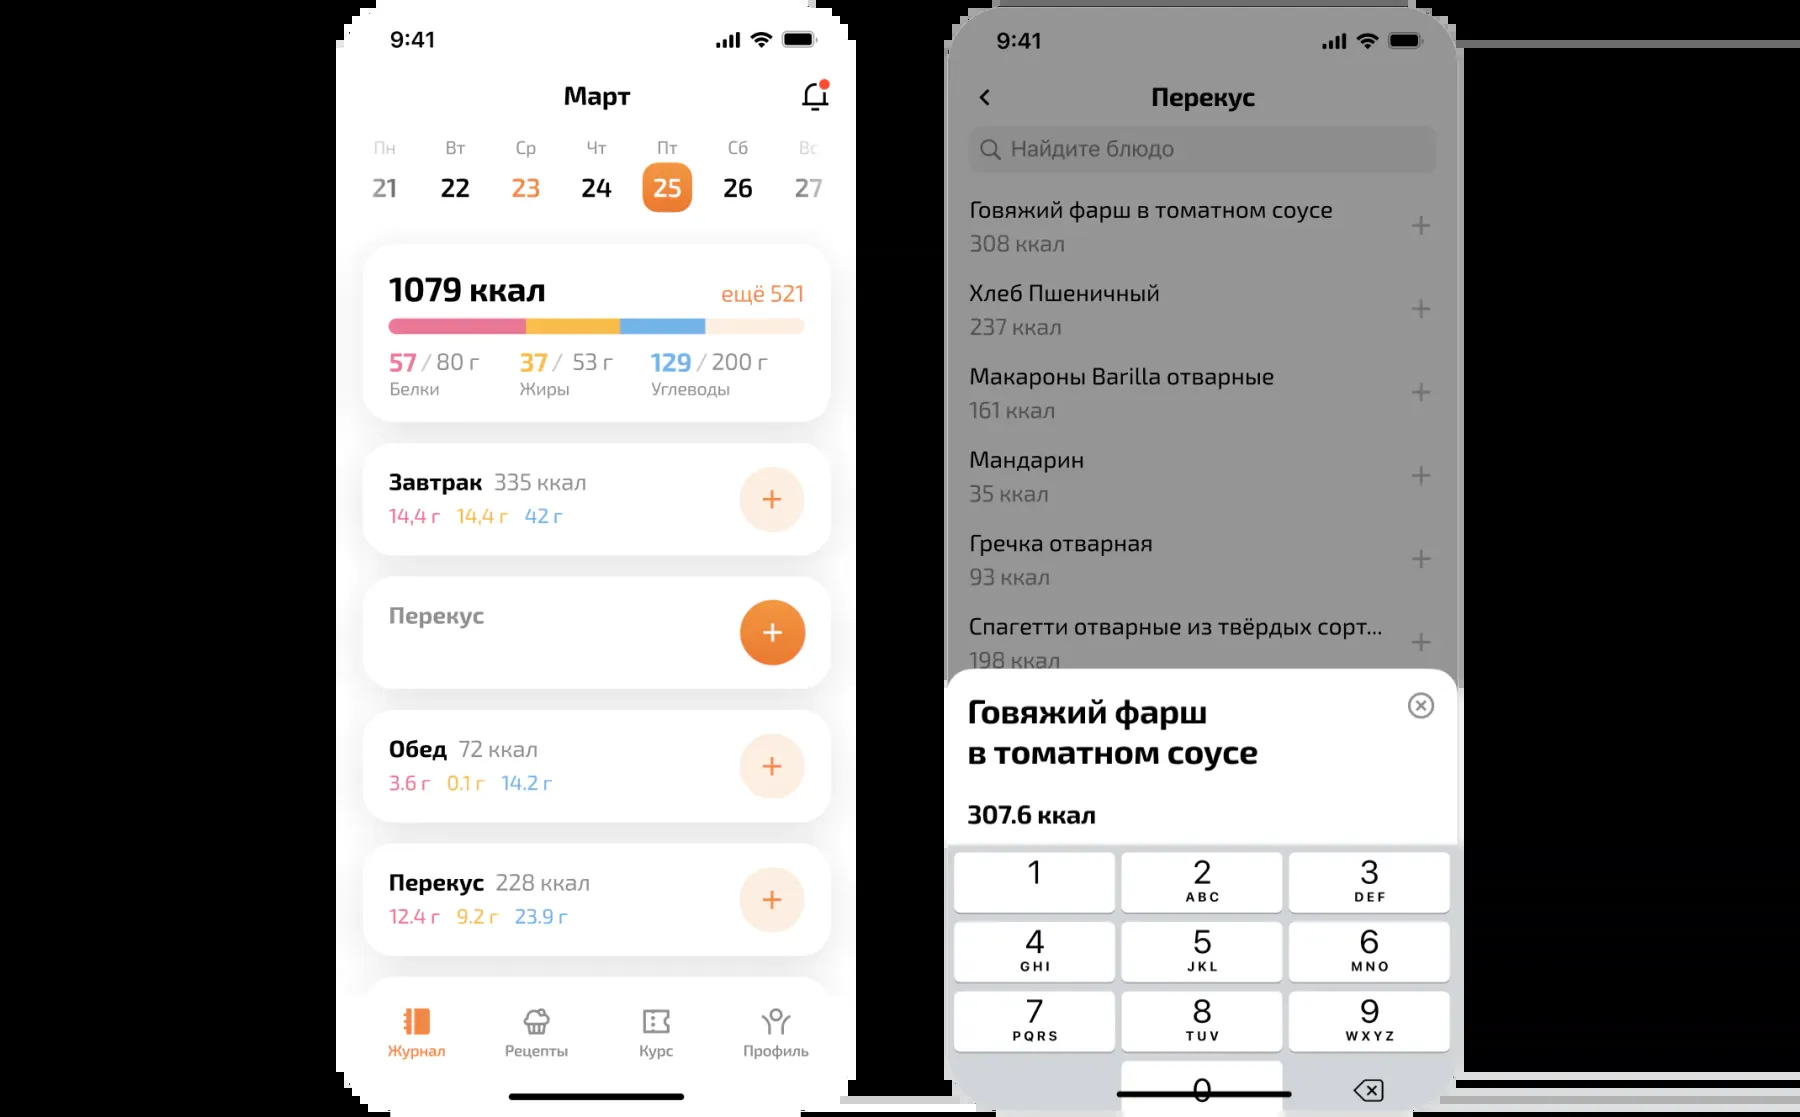 9:41
Март
Пн Вт Ср Чт Пт Сб Вс
21 22 23 24 25 26 27
1079 ккал ещё 521
57 / 80 г 37 / 53 г 129 / 200 г
Белки Жиры Углеводы
Завтрак 335 ккал
14,4 г 14,4 г 42 г
+
Перекус
+
Обед 72 ккал
3.6 г 0.1 г 14.2 г
+
Перекус 228 ккал
12.4 г 9.2 г 23.9 г
+
Журнал Рецепты Курс Профиль
9:41
Перекус
Найдите блюдо
Говяжий фарш в томатном соусе
308 ккал
Хлеб Пшеничный
237 ккал
Макароны Barilla отварные
161 ккал
Мандарин
35 ккал
Гречка отварная
93 ккал
Спагетти отварные из твёрдых сорт...
198 ккал
Говяжий фарш
в томатном соусе
307.6 ккал
1 2 3
ABC DEF
4 5 6
GHI JKL MNO
7 8 9
PQRS TUV WXYZ
0